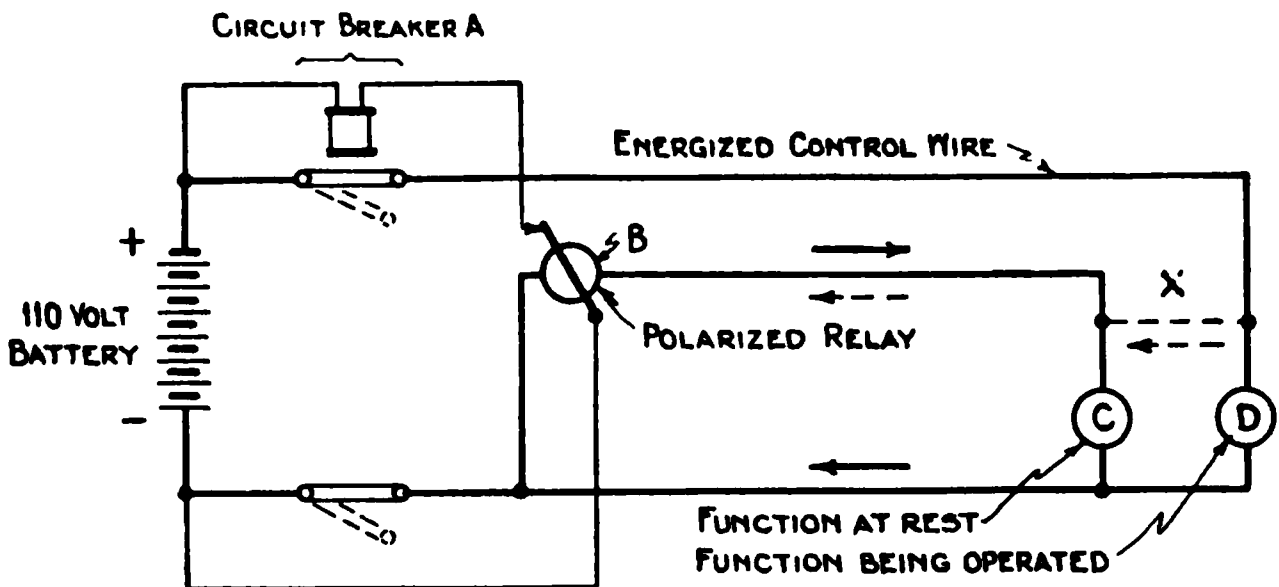 CIRCUIT BREAKER A
ENERGIZED CONTROL WIRE
+
B
X
110 VOLT
BATTERY
POLARIZED RELAY
-
C
D
FUNCTION AT REST
FUNCTION BEING OPERATED